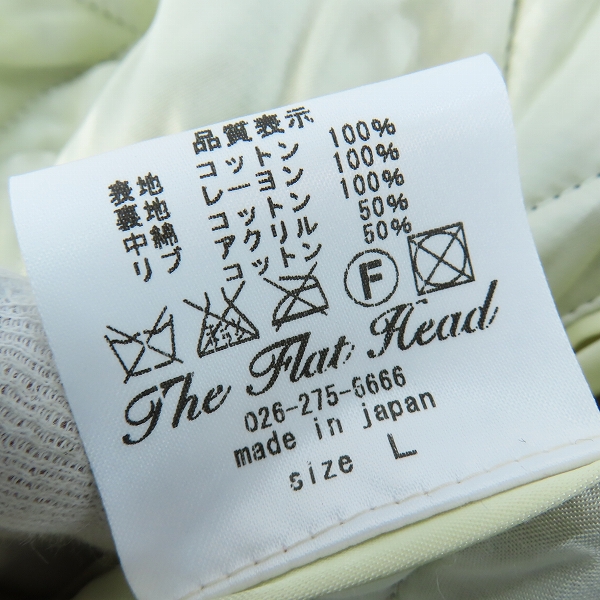 品質表示
表地 コットン 100%
裏地 レーヨン 100%
中綿 コットン 100%
リブ アクリル 50%
コットン 50%
F
The Flat Head
026-275-6666
made in japan
size L